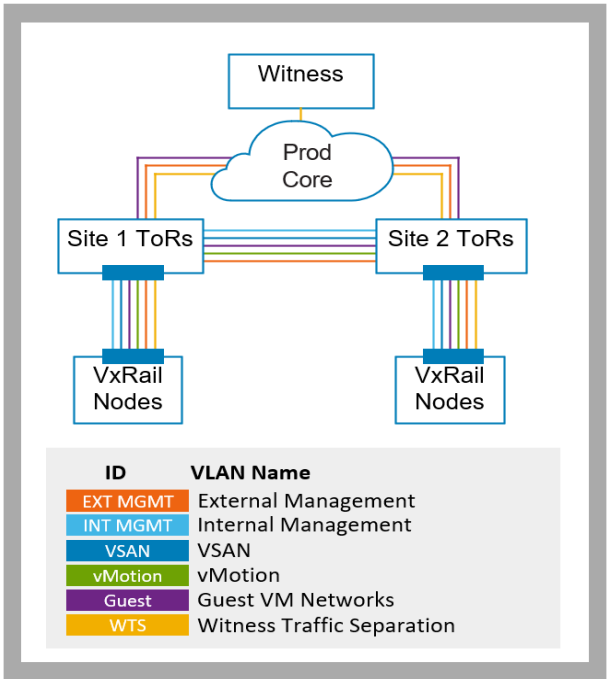 Witness
Prod
Core
Site 1 ToRs
Site 2 ToRs
VxRail
Nodes
VxRail
Nodes
ID VLAN Name
EXT MGMT External Management
INT MGMT Internal Management
VSAN VSAN
vMotion vMotion
Guest Guest VM Networks
WTS Witness Traffic Separation